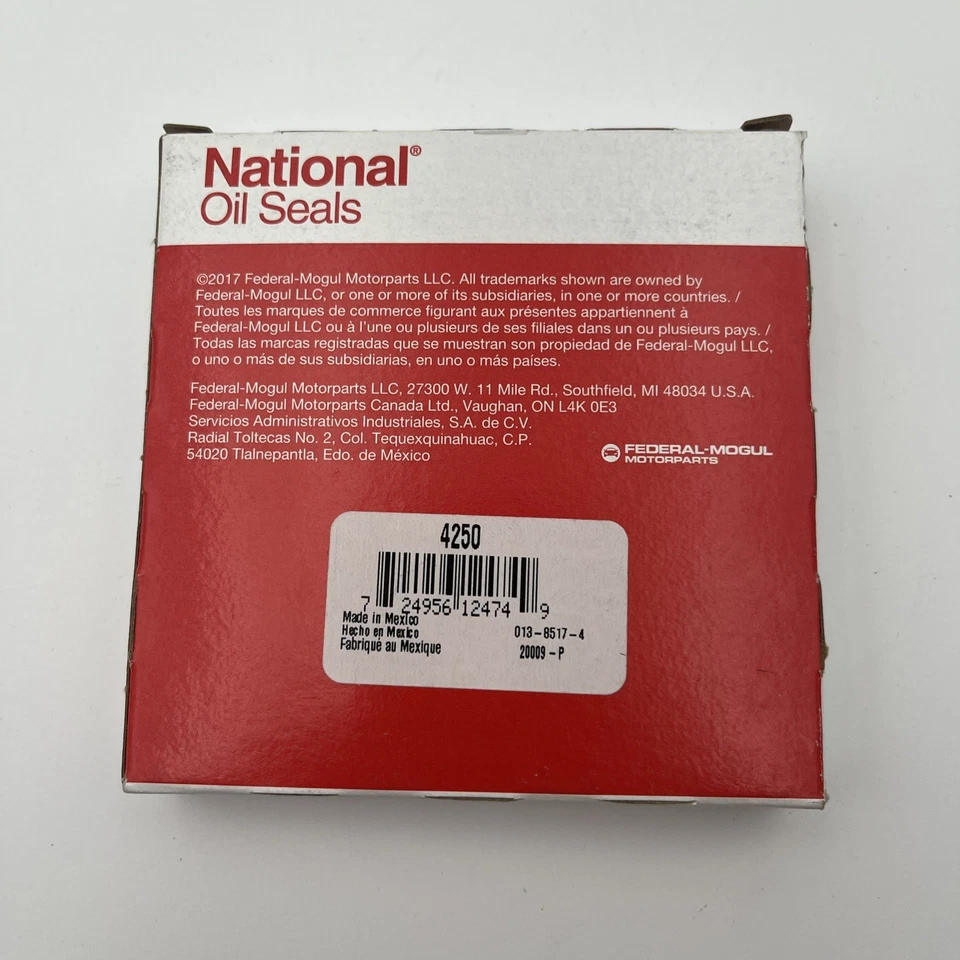 National®
Oil Seals
©2017 Federal-Mogul Motorparts LLC. All trademarks shown are owned by
Federal-Mogul LLC, or one or more of its subsidiaries, in one or more countries. /
Toutes les marques de commerce figurant aux présentes appartiennent à
Federal-Mogul LLC ou à l'une ou plusieurs de ses filiales dans un ou plusieurs pays. /
Todas las marcas registradas que se muestran son propiedad de Federal-Mogul LLC,
o uno o más de sus subsidiarias, en uno o más países.
Federal-Mogul Motorparts LLC, 27300 W. 11 Mile Rd., Southfield, MI 48034 U.S.A.
Federal-Mogul Motorparts Canada Ltd., Vaughan, ON L4K 0E3
Servicios Administrativos Industriales, S.A. de C.V.
Radial Toltecas No. 2, Col. Tequexquinahuac, C.P.
54020 Tlalnepantla, Edo. de México
FEDERAL-MOGUL
MOTORPARTS
4250
7 24956 12474 9
Made in Mexico
Hecho en Mexico
013-8517-4
Fabriqué au Mexique
20009-P